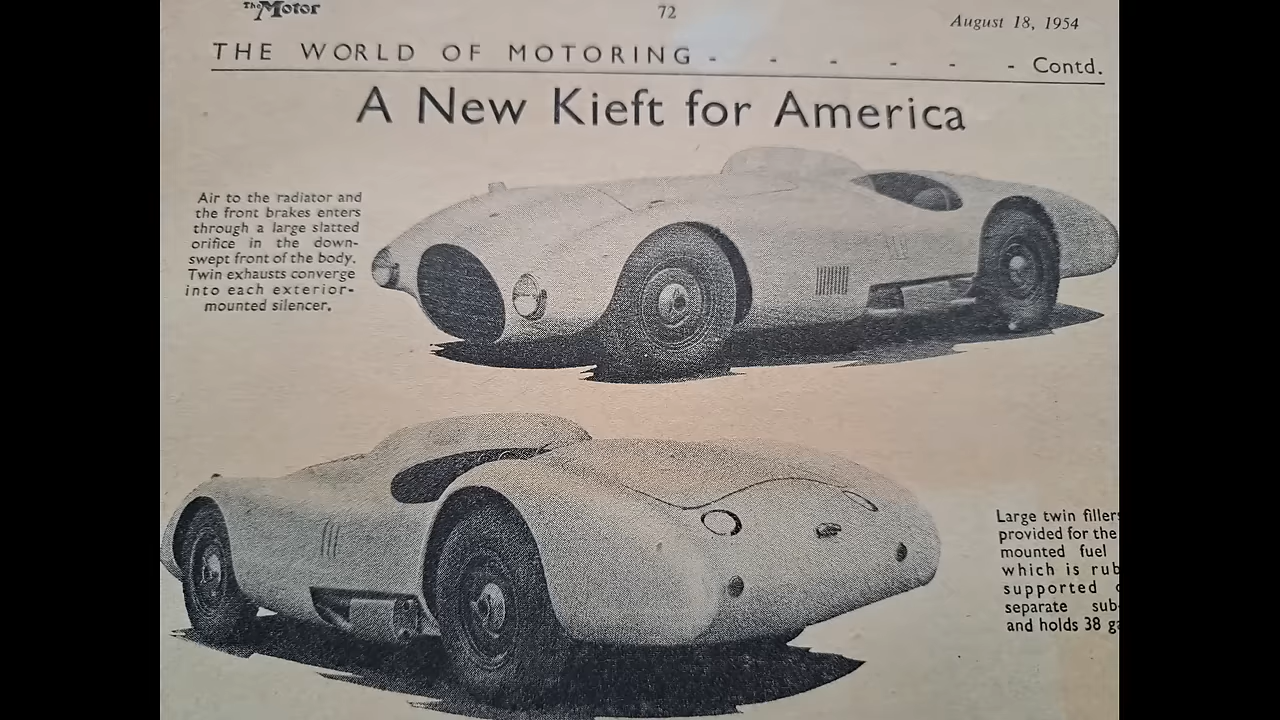 The Motor
72
August 18, 1954
THE WORLD OF MOTORING - - - - - - Contd.
A New Kieft for America
Air to the radiator and
the front brakes enters
through a large slatted
orifice in the down-
swept front of the body.
Twin exhausts converge
into each exterior-
mounted silencer.
Large twin fillers
provided for the
mounted fuel
which is
supported
separate sub-
and holds 38